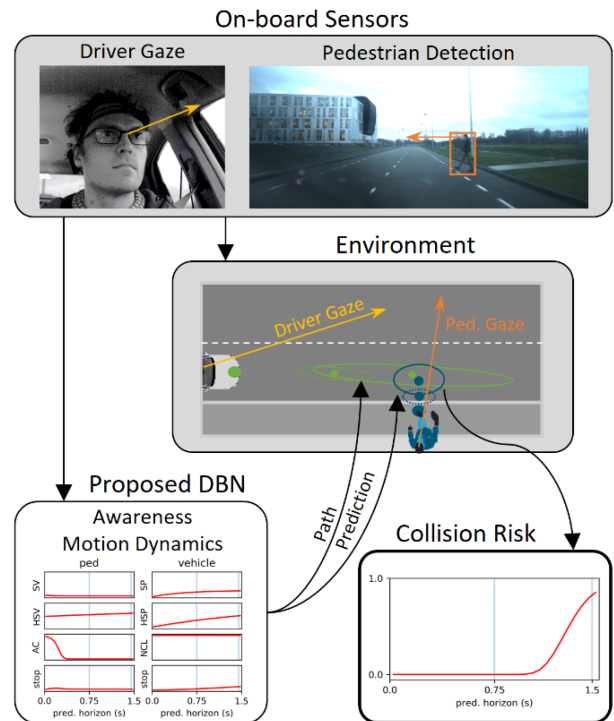 On-board Sensors
Driver Gaze
Pedestrian Detection
Environment
Driver Gaze
Ped. Gaze
Path
Prediction
Proposed DBN
Awareness
Motion Dynamics
ped
vehicle
SV
SP
HSV
HSP
AC
NCL
stop
stop
0.0
0.75
1.5
0.0
0.75
1.5
pred. horizon (s)
pred. horizon (s)
Collision Risk
1.0
0.0
0.0
0.75
1.5
pred. horizon (s)